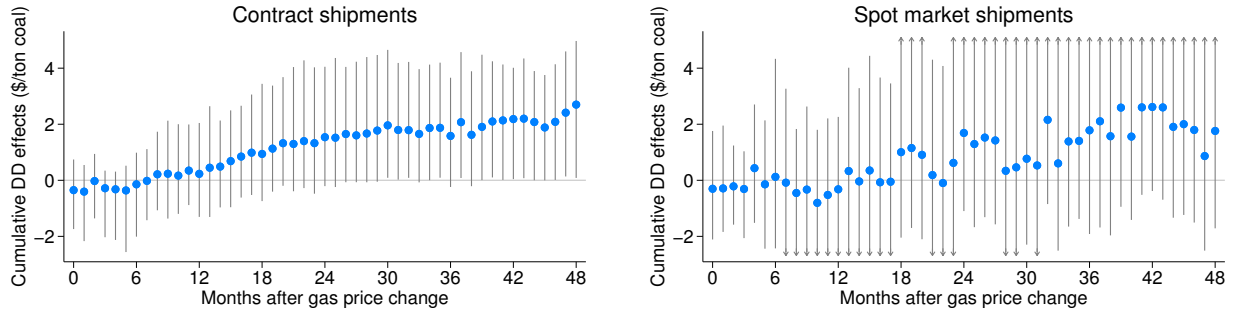 Contract shipments
Cumulative DD effects ($/ton coal)
4
2
0
−2
0 6 12 18 24 30 36 42 48
Months after gas price change
Spot market shipments
Cumulative DD effects ($/ton coal)
4
2
0
−2
0 6 12 18 24 30 36 42 48
Months after gas price change